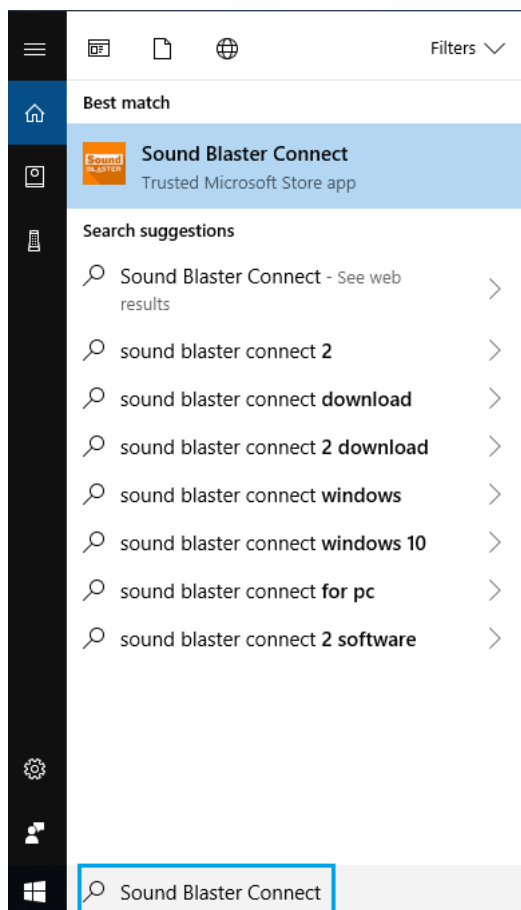 Filters
Best match
Sound BLASTER
Sound Blaster Connect
Trusted Microsoft Store app
Search suggestions
Sound Blaster Connect - See web
results
sound blaster connect 2
sound blaster connect download
sound blaster connect 2 download
sound blaster connect windows
sound blaster connect windows 10
sound blaster connect for pc
sound blaster connect 2 software
Sound Blaster Connect